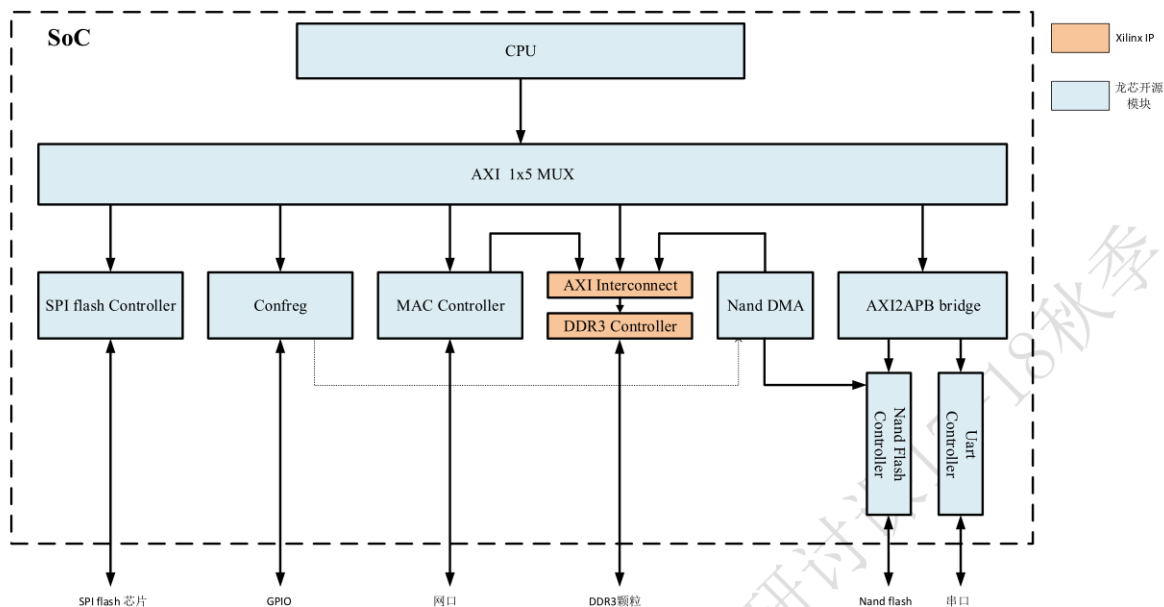 SoC
CPU
Xilinx IP
龙芯开源
模块
AXI 1x5 MUX
SPI flash Controller
Confreg
MAC Controller
AXI Interconnect
DDR3 Controller
Nand DMA
AXI2APB bridge
Nand Flash
Controller
Uart
Controller
SPI flash 芯片
GPIO
网口
DDR3颗粒
Nand flash
串口